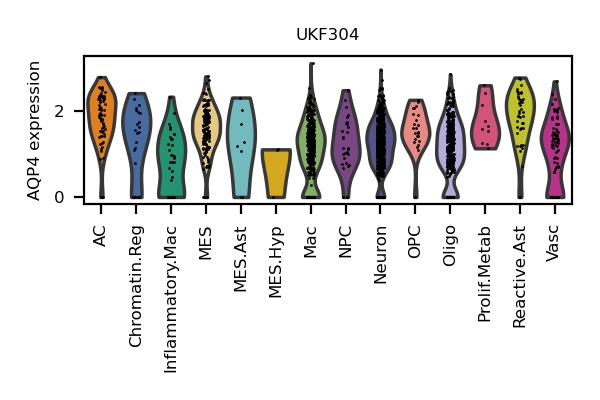 UKF304
AQP4 expression
2
0
AC
Chromatin.Reg
Inflammatory.Mac
MES
MES.Ast
MES.Hyp
Mac
NPC
Neuron
OPC
Oligo
Prolif.Metab
Reactive.Ast
Vasc